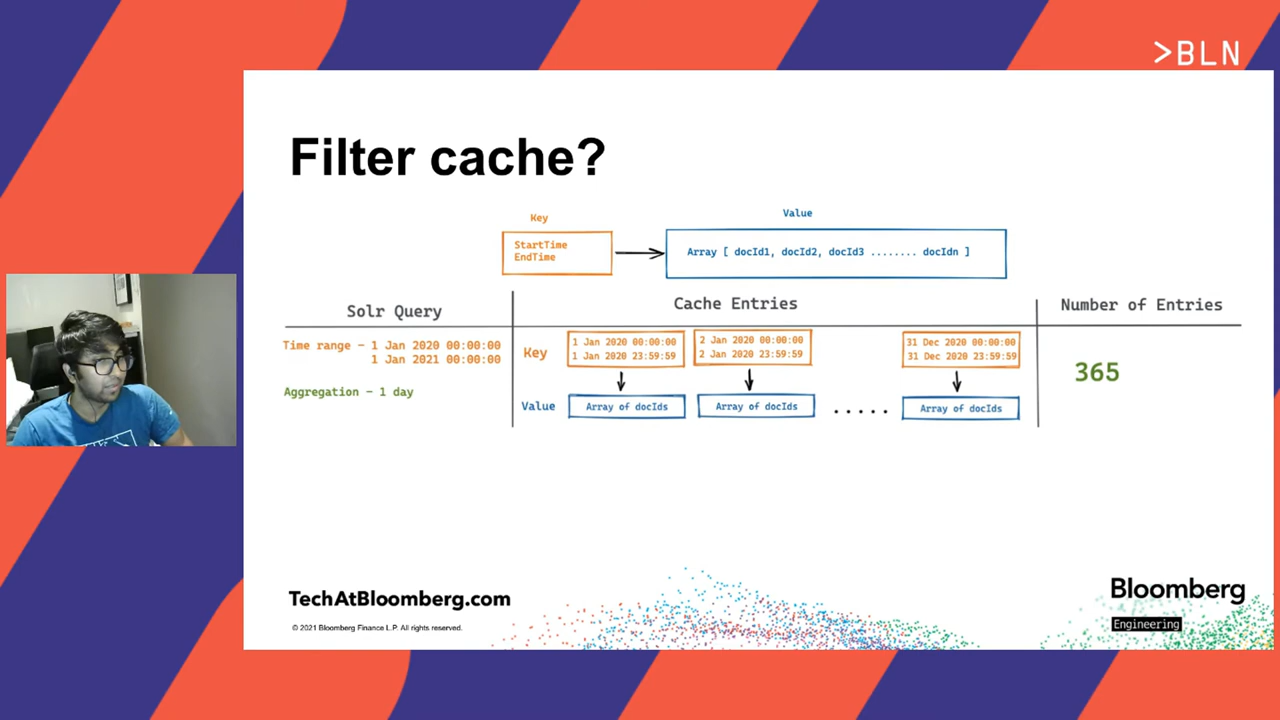 >BLN
Filter cache?
Key
Value
StartTime
EndTime
Array [ docId1, docId2, docId3 ........ docIdn ]
Solr Query
Cache Entries
Number of Entries
Time range - 1 Jan 2020 00:00:00
1 Jan 2021 00:00:00
Aggregation - 1 day
Key
1 Jan 2020 00:00:00
1 Jan 2020 23:59:59
2 Jan 2020 00:00:00
2 Jan 2020 23:59:59
31 Dec 2020 00:00:00
31 Dec 2020 23:59:59
Value
Array of docIds
Array of docIds
.....
Array of docIds
365
TechAtBloomberg.com
© 2021 Bloomberg Finance L.P. All rights reserved.
Bloomberg
Engineering